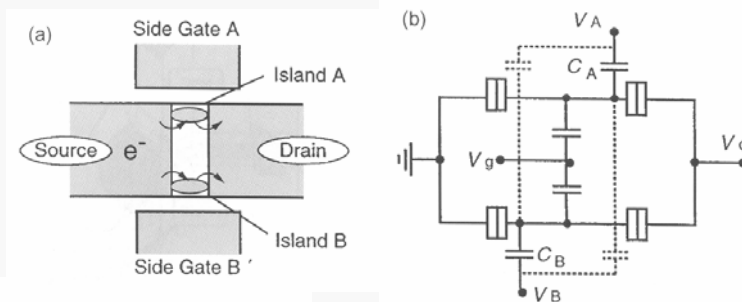 (a)
Side Gate A
Island A
Source
e⁻
Drain
Island B
Side Gate B ´
(b)
V_A
C_A
V_g
C_B
V_B